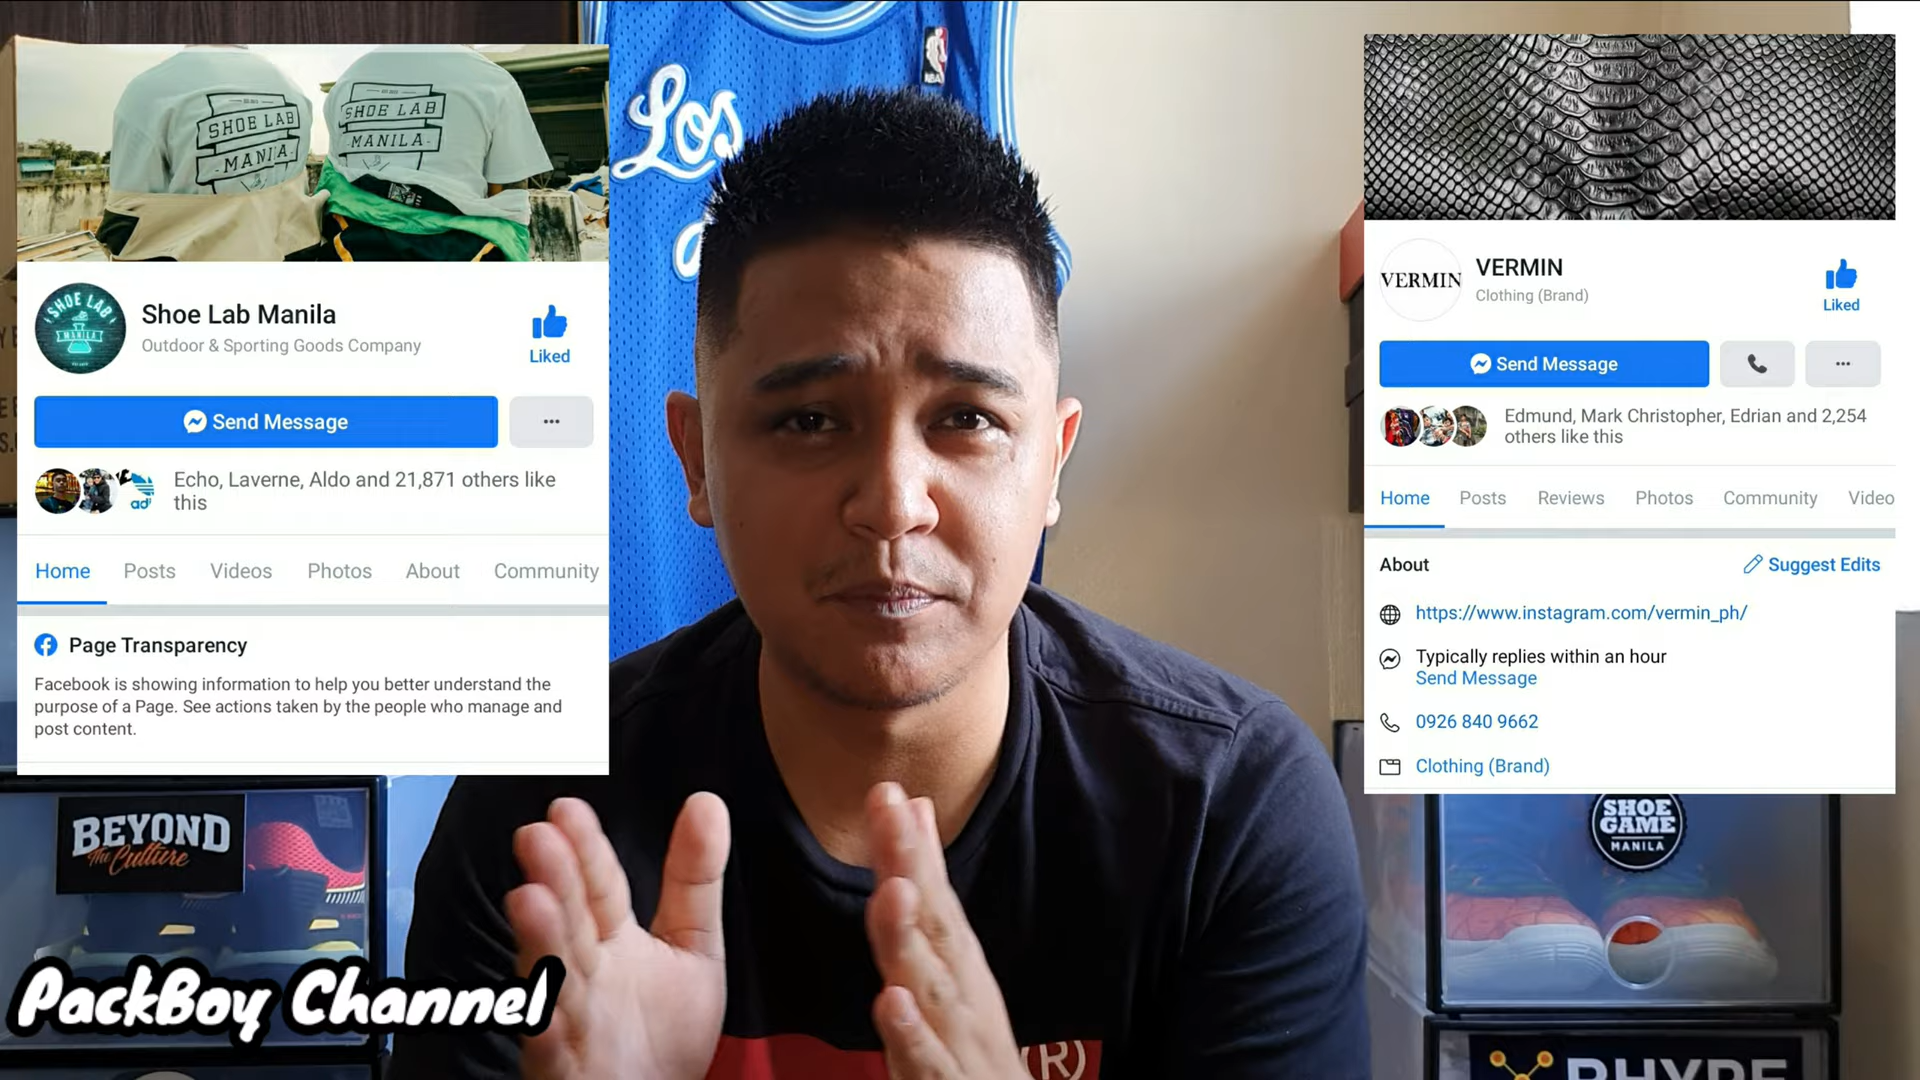 SHOE LAB
MANILA
SHOE LAB
MANILA
SHOE LAB
MANILA
Shoe Lab Manila
Outdoor & Sporting Goods Company
Liked
Send Message
Echo, Laverne, Aldo and 21,871 others like
this
Home Posts Videos Photos About Community
Page Transparency
Facebook is showing information to help you better understand the
purpose of a Page. See actions taken by the people who manage and
post content.
Los
NBA
VERMIN
VERMIN
Clothing (Brand)
Liked
Send Message
Edmund, Mark Christopher, Edrian and 2,254
others like this
Home Posts Reviews Photos Community Video
About
Suggest Edits
https://www.instagram.com/vermin_ph/
Typically replies within an hour
Send Message
0926 840 9662
Clothing (Brand)
BEYOND
The Culture
SHOE
GAME
MANILA
PackBoy Channel
(R)